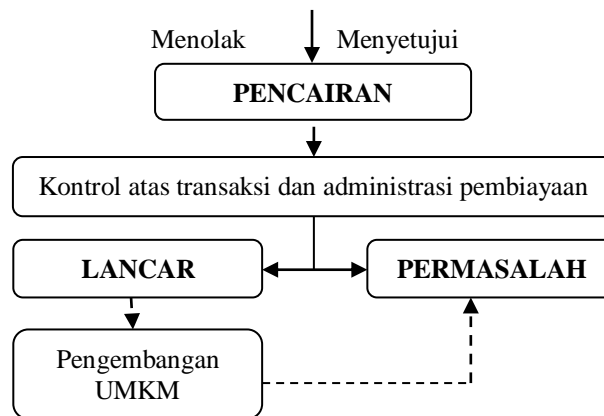 Menolak Menyetujui
PENCAIRAN
Kontrol atas transaksi dan administrasi pembiayaan
LANCAR PERMASALAH
Pengembangan
UMKM